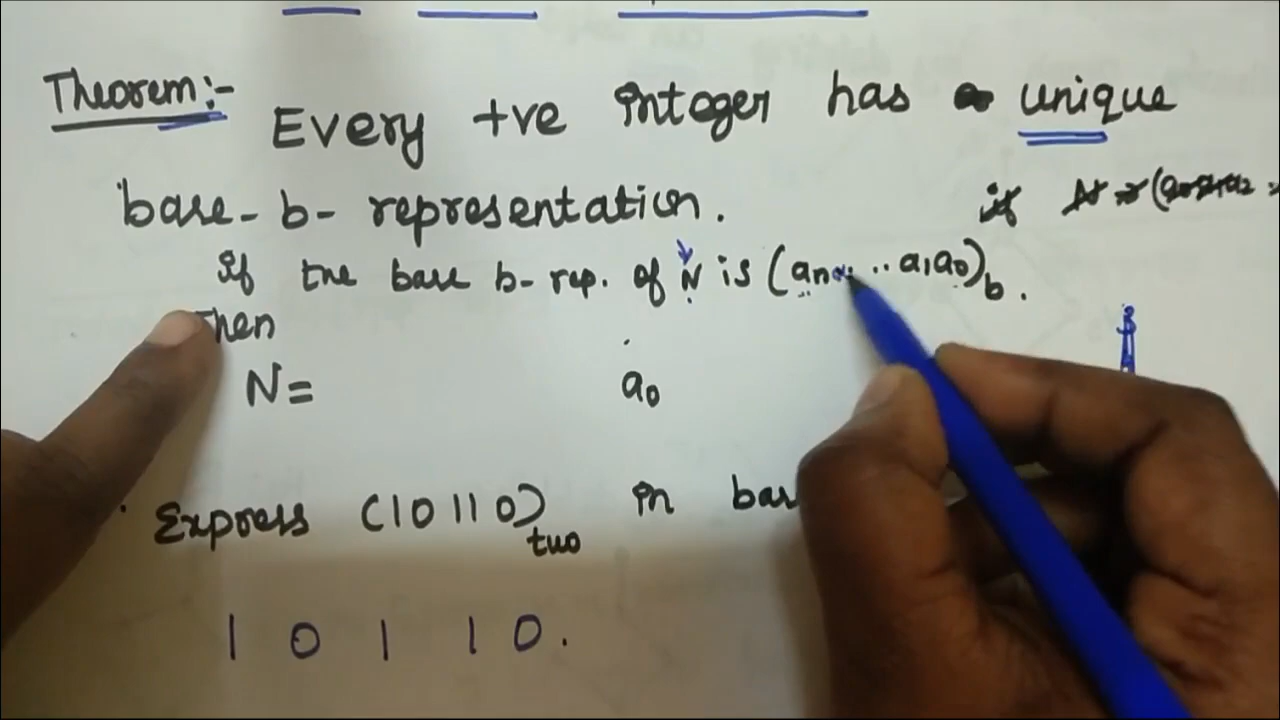 Theorem:- Every +ve integer has unique
base-b-representation.
if
If the base b-rep. of N is (an ... a1a0)b.
Then
N= a0
Express (10110)two in bas
1 0 1 1 0.